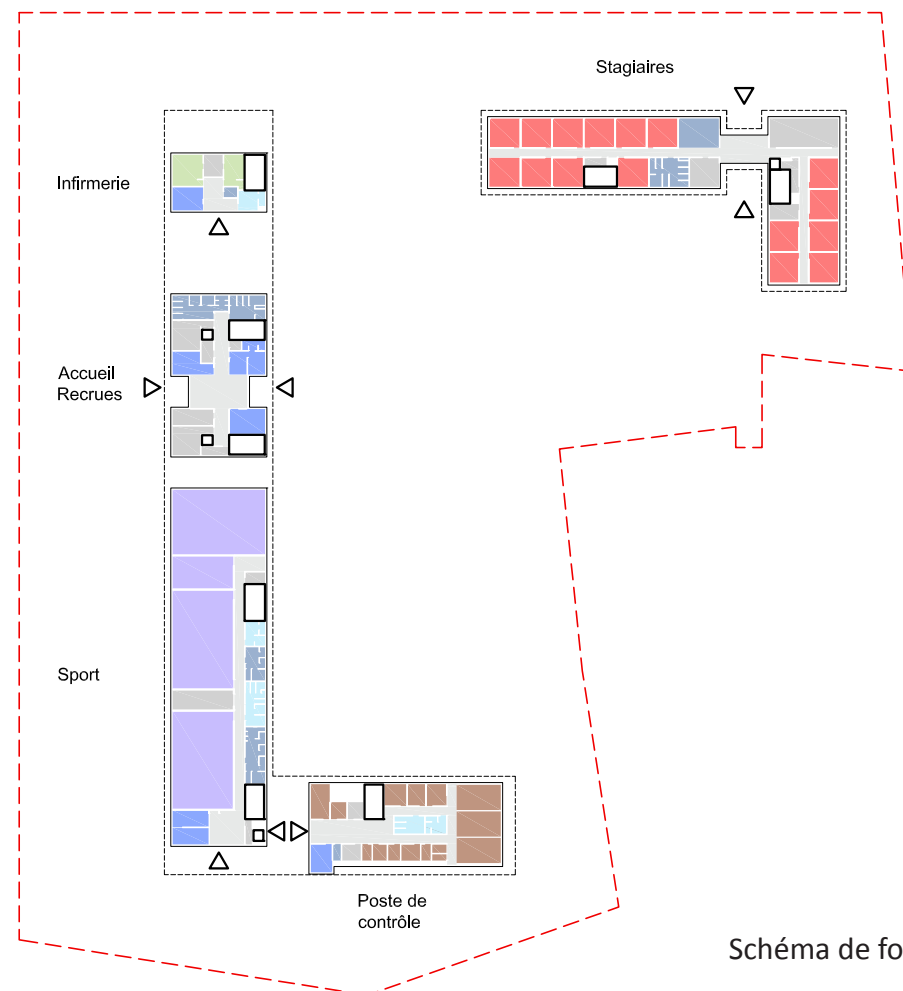 Stagiaires
Infirmerie
Accueil
Recrues
Sport
Poste de
contrôle
Schéma de fo